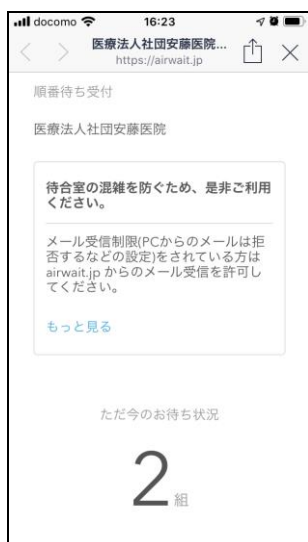 docomo 16:23
医療法人社団安藤医院...
https://airwait.jp
順番待ち受付
医療法人社団安藤医院
待合室の混雑を防ぐため、是非ご利用
ください。
メール受信制限(PCからのメールは拒
否するなどの設定)をされている方は
airwait.jp からのメール受信を許可し
てください。
もっと見る
ただ今のお待ち状況
2組